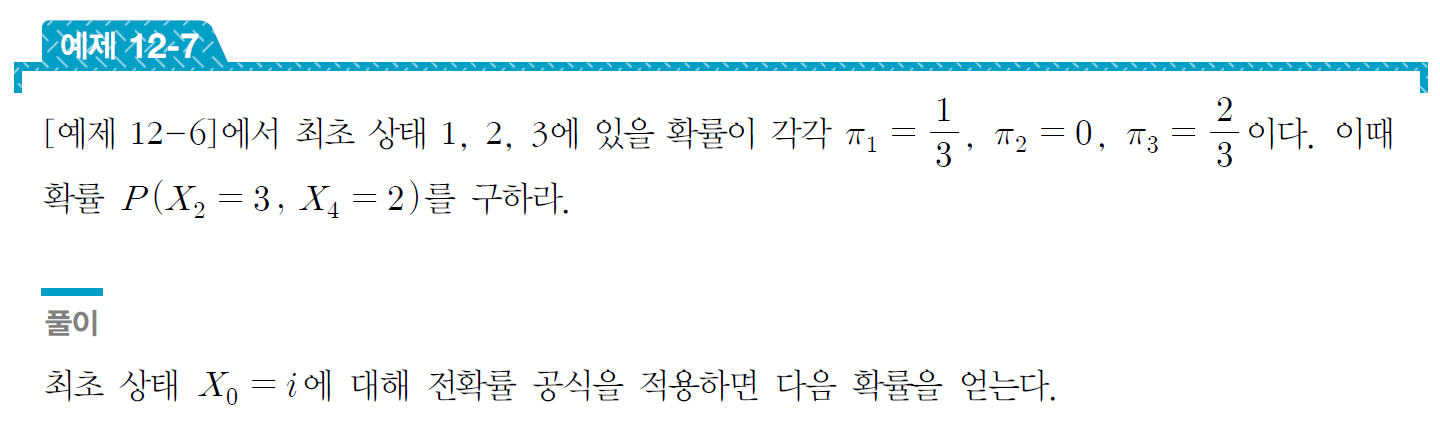 예제 12-7
[예제 12-6]에서 최초 상태 1, 2, 3에 있을 확률이 각각 π₁ = 1/3, π₂ = 0, π₃ = 2/3이다. 이때
확률 P(X₂ = 3, X₄ = 2)를 구하라.
풀이
최초 상태 X₀ = i에 대해 전확률 공식을 적용하면 다음 확률을 얻는다.